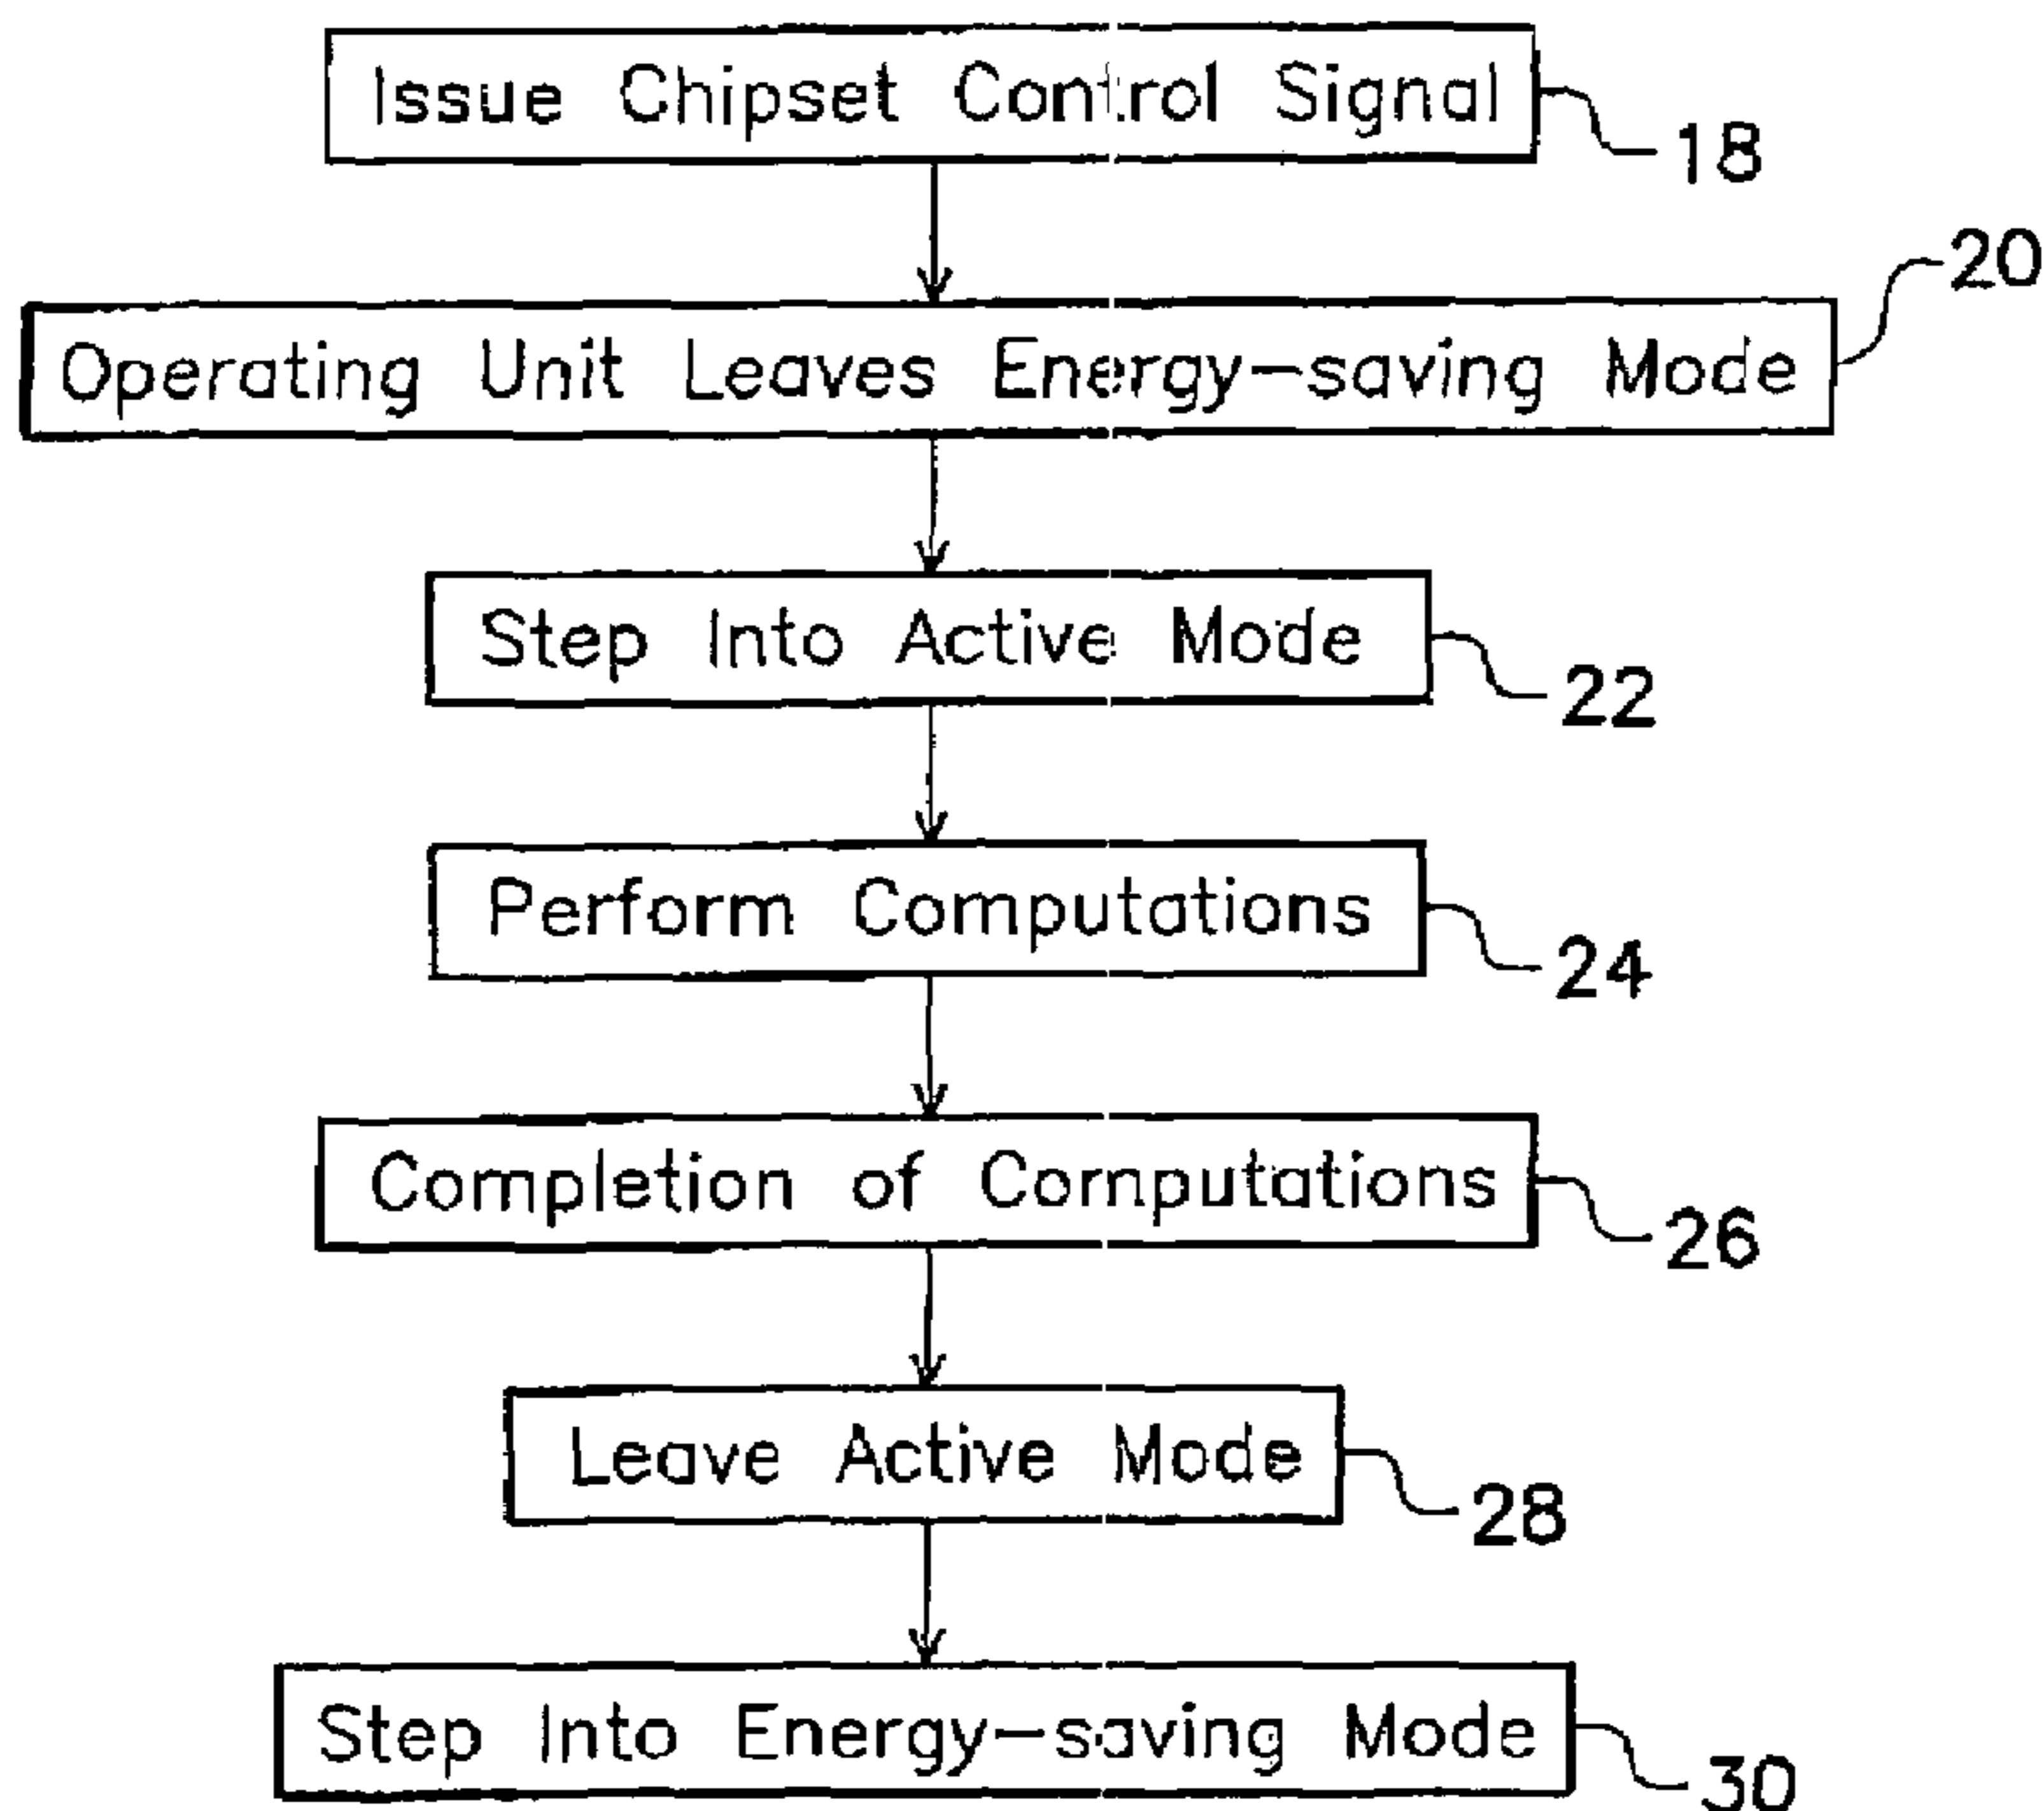 Issue Chipset Control Signal
18
20
Operating Unit Leaves Energy-saving Mode
Step Into Active Mode
22
Perform Computations
24
Completion of Computations
26
Leave Active Mode
28
Step Into Energy-saving Mode
30